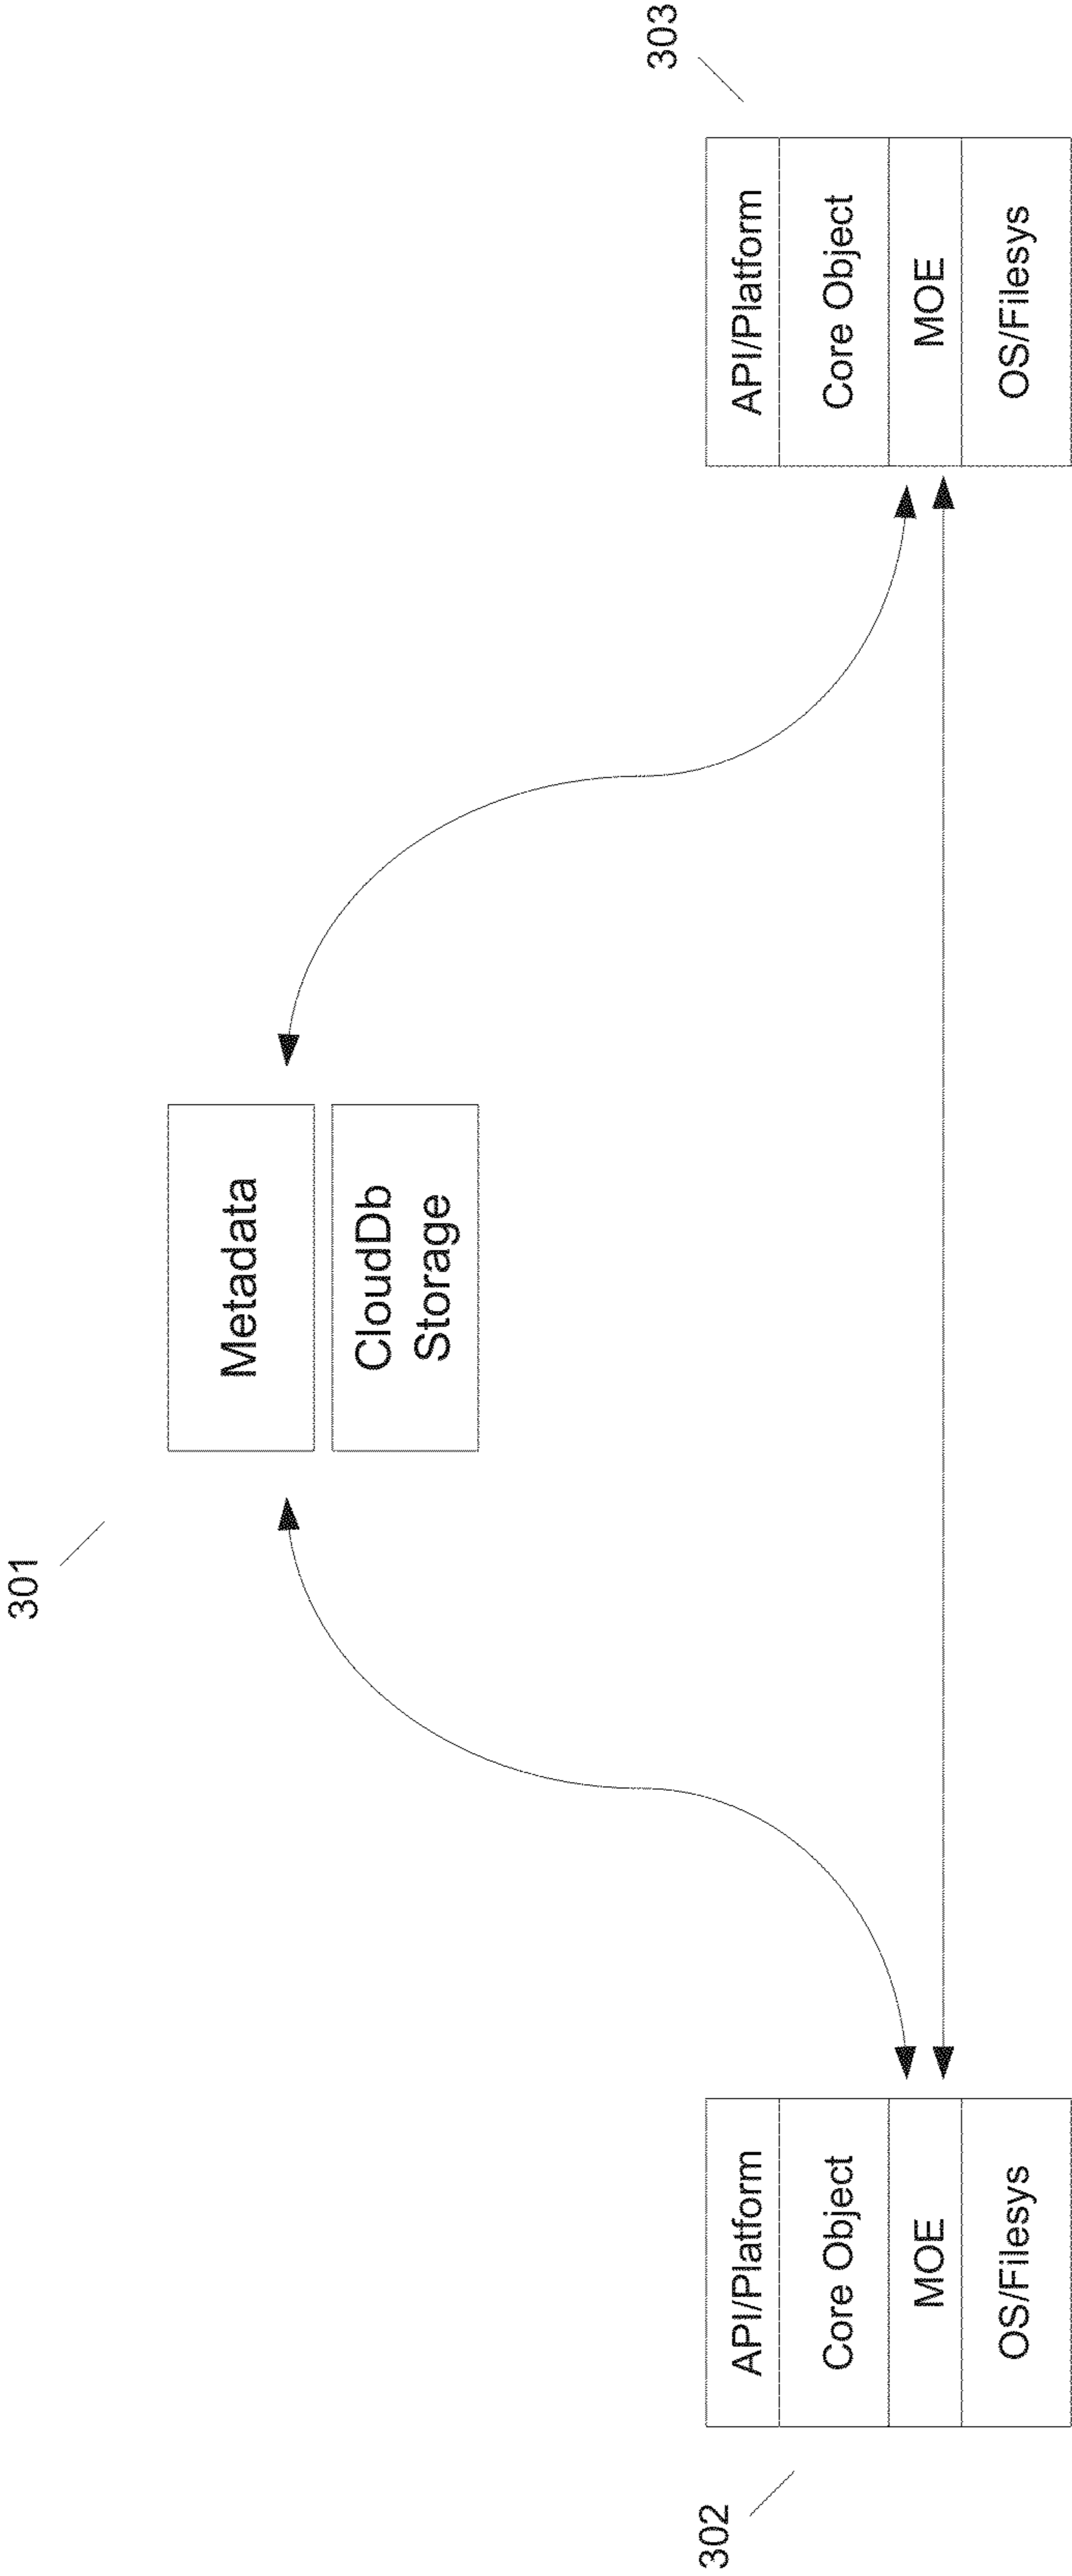 301
Metadata
CloudDb
Storage
302
API/Platform
Core Object
MOE
OS/Filesys
303
API/Platform
Core Object
MOE
OS/Filesys